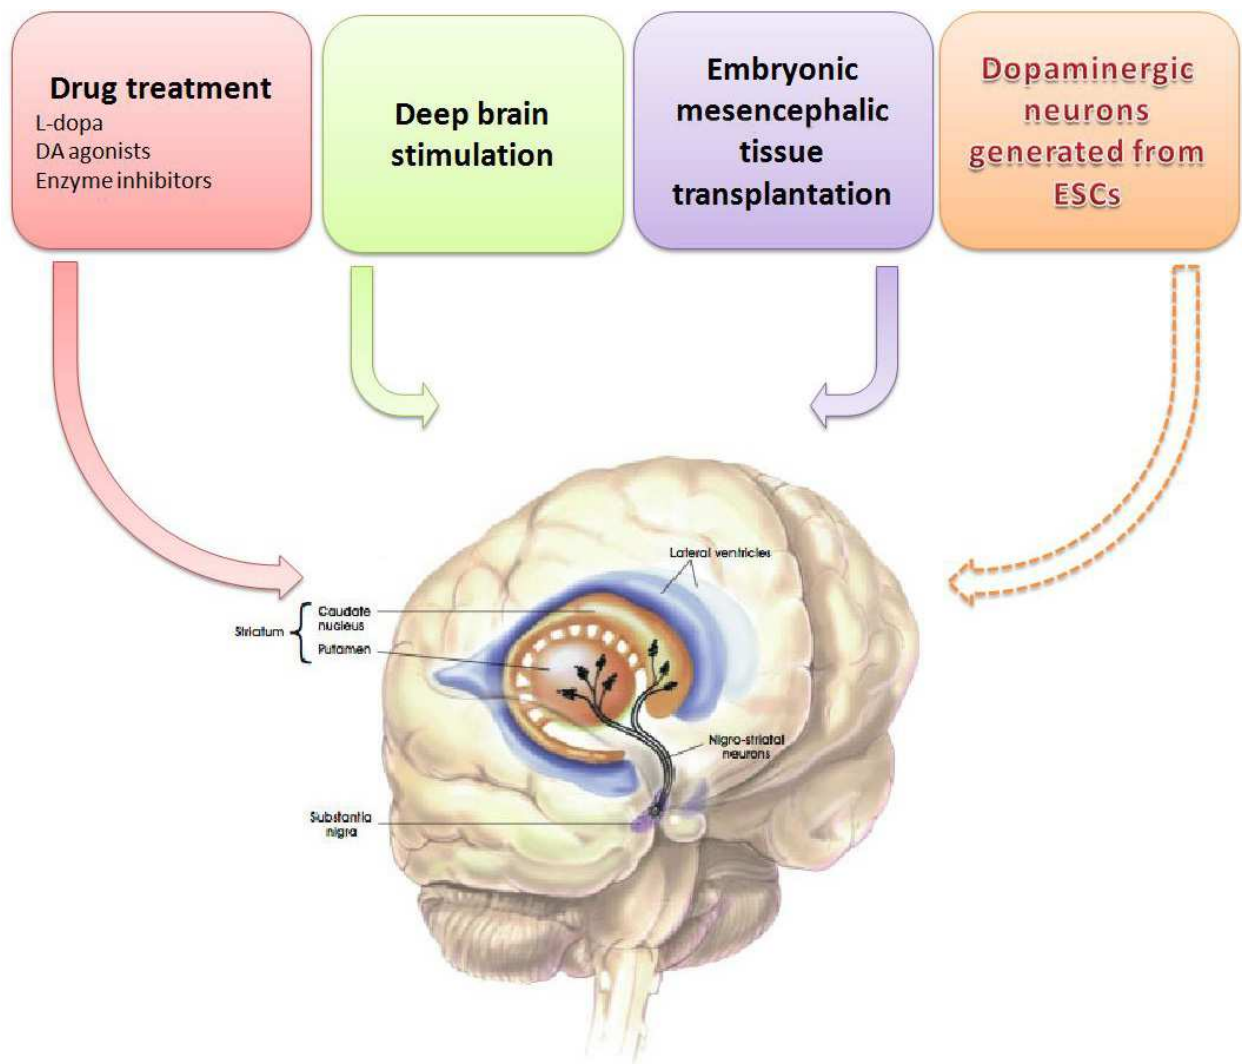 Drug treatment
L-dopa
DA agonists
Enzyme inhibitors
Deep brain
stimulation
Embryonic
mesencephalic
tissue
transplantation
Dopaminergic
neurons
generated from
ESCs
Lateral ventricles
Striatum
Caudate
nucleus
Putamen
Nigro-striatal
neurons
Substantia
nigra